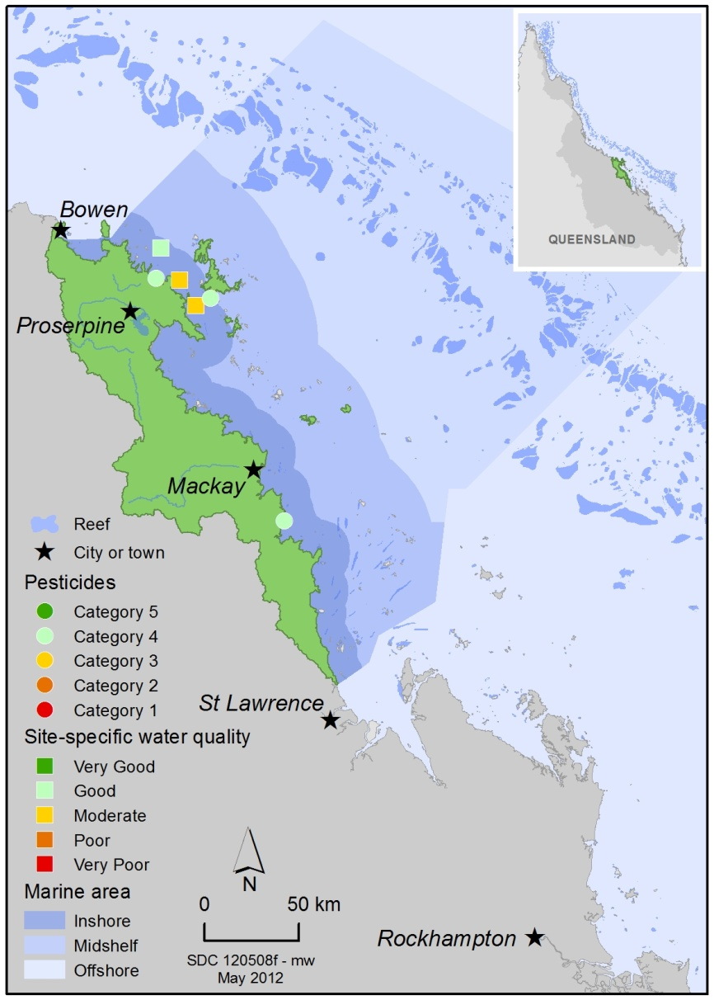 QUEENSLAND
Bowen
Proserpine
Mackay
St Lawrence
Rockhampton
Reef
City or town
Pesticides
Category 5
Category 4
Category 3
Category 2
Category 1
Site-specific water quality
Very Good
Good
Moderate
Poor
Very Poor
Marine area
Inshore
Midshelf
Offshore
N
0 50 km
SDC 120508f - mw
May 2012